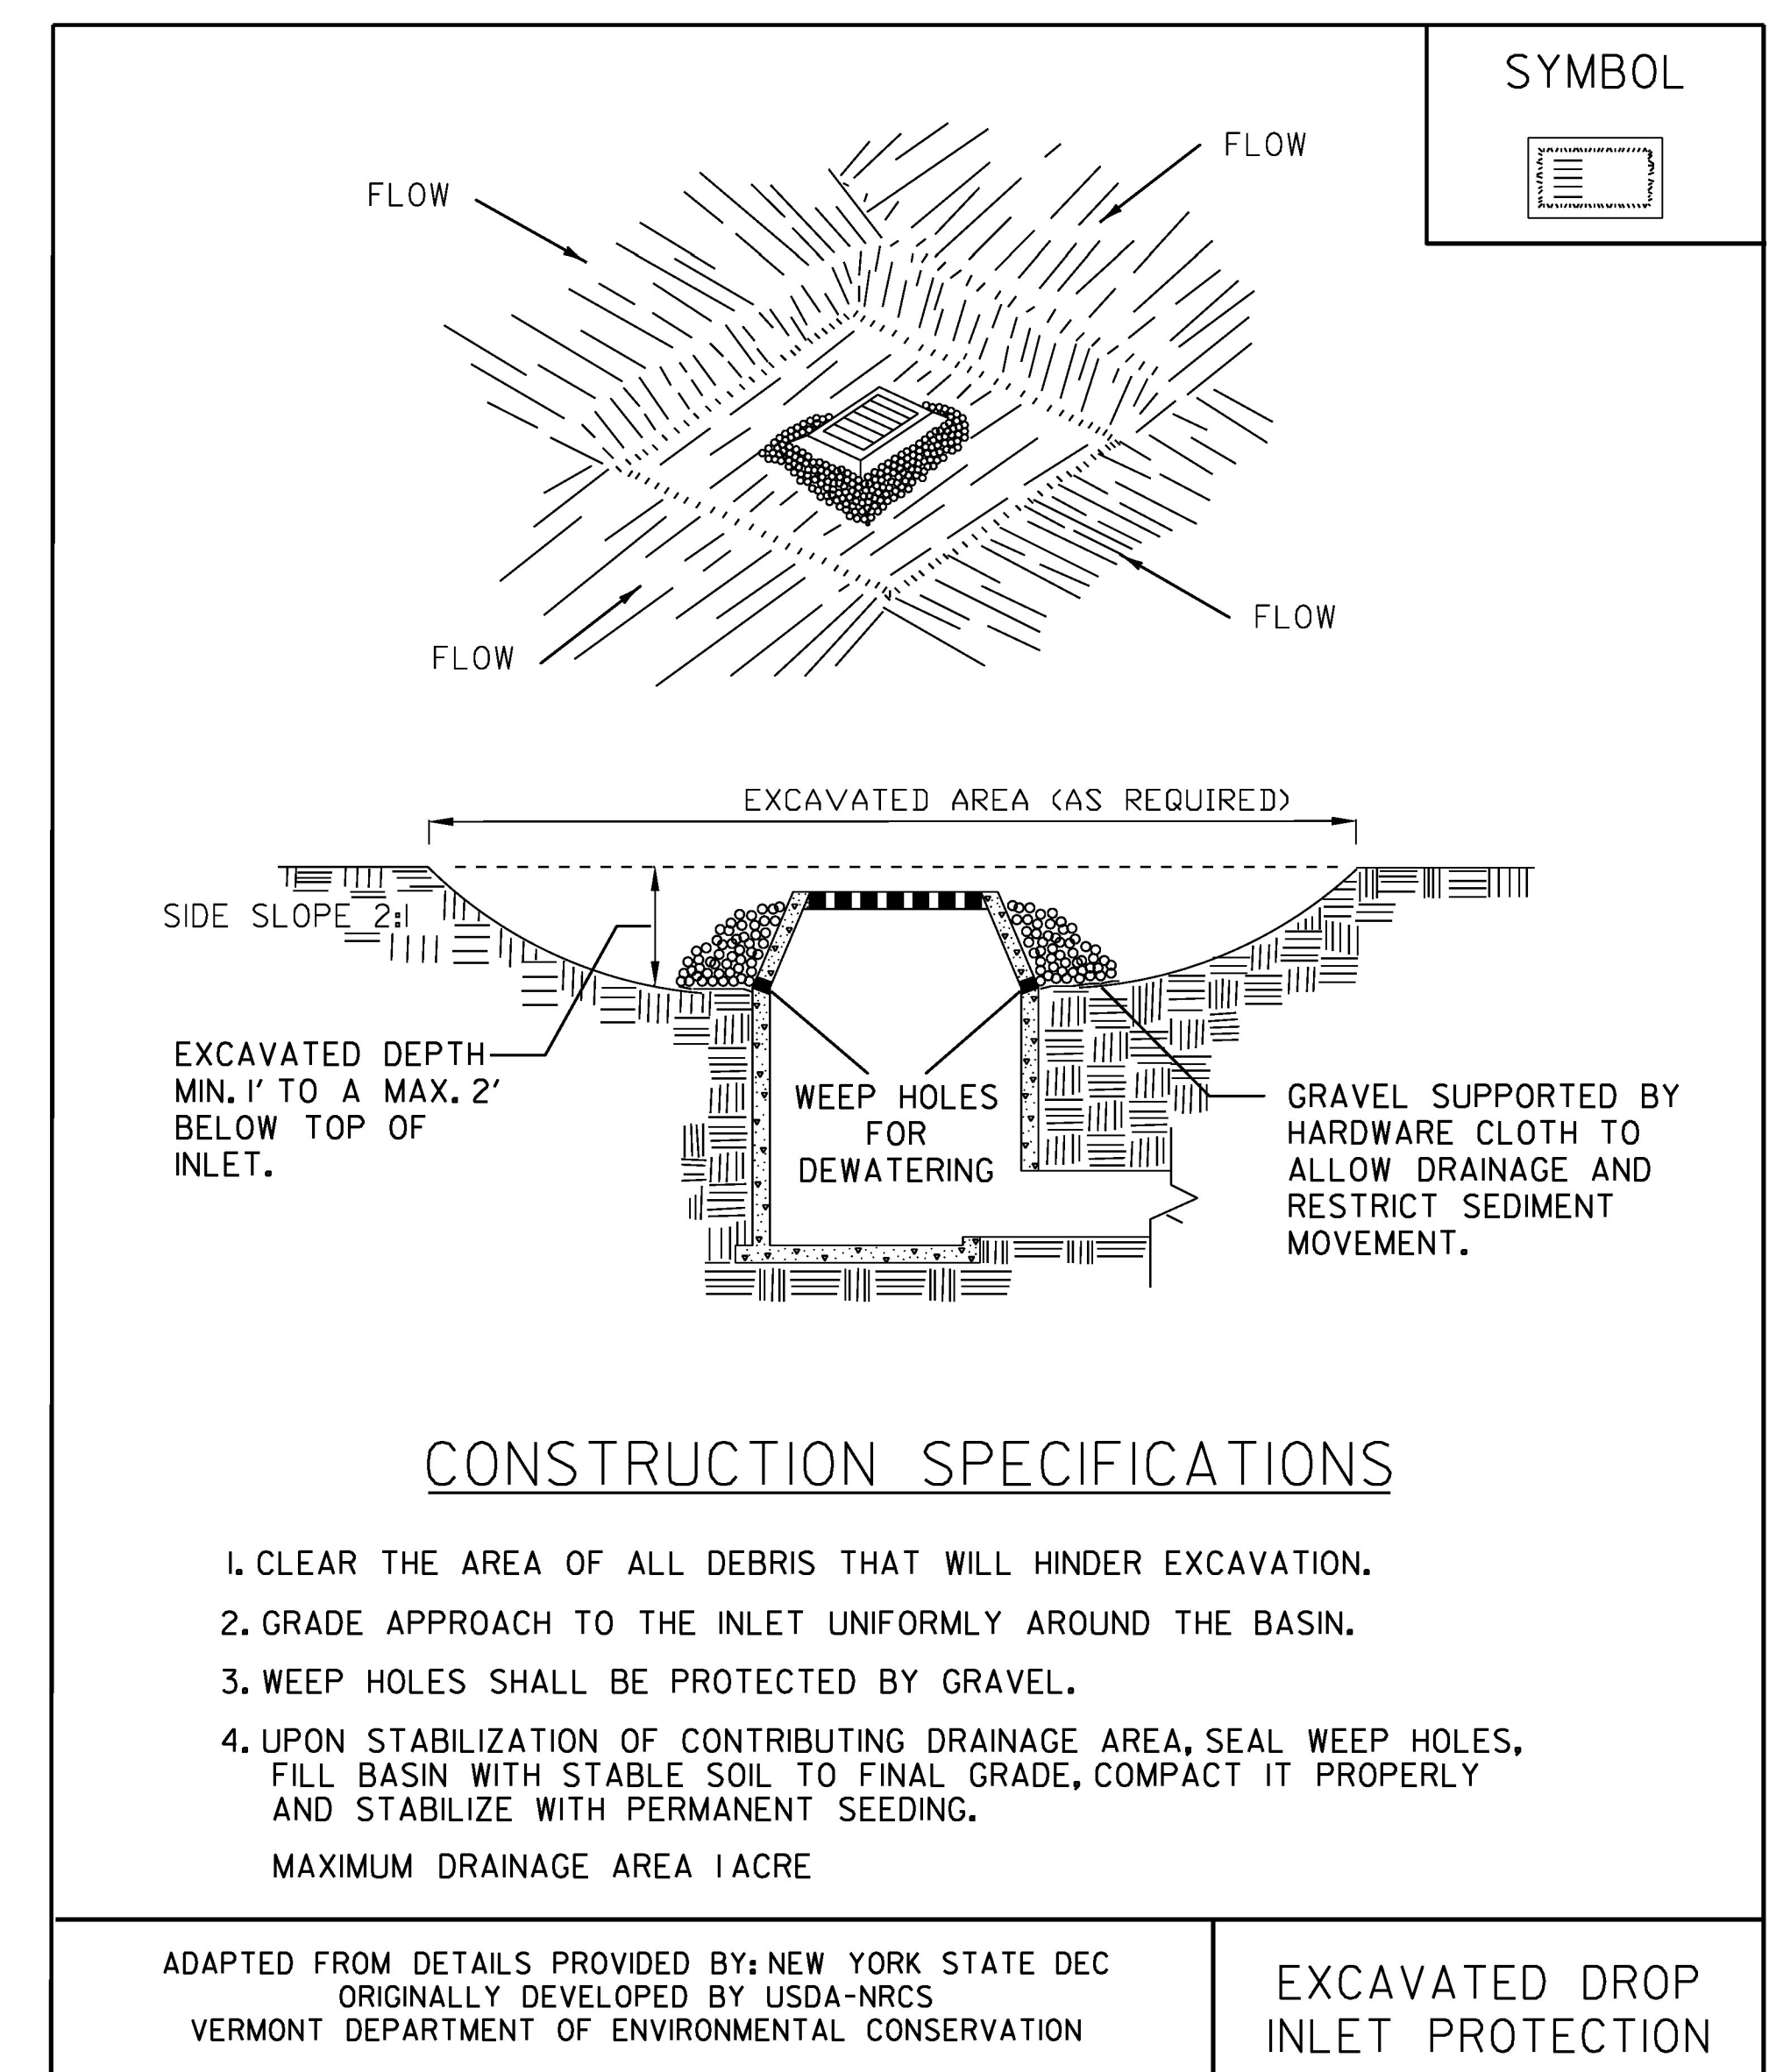 SYMBOL
FLOW
FLOW
FLOW
FLOW
EXCAVATED AREA (AS REQUIRED)
SIDE SLOPE 2:1
EXCAVATED DEPTH
MIN. 1' TO A MAX. 2'
BELOW TOP OF
INLET.
WEEP HOLES
FOR
DEWATERING
GRAVEL SUPPORTED BY
HARDWARE CLOTH TO
ALLOW DRAINAGE AND
RESTRICT SEDIMENT
MOVEMENT.
CONSTRUCTION SPECIFICATIONS
1. CLEAR THE AREA OF ALL DEBRIS THAT WILL HINDER EXCAVATION.
2. GRADE APPROACH TO THE INLET UNIFORMLY AROUND THE BASIN.
3. WEEP HOLES SHALL BE PROTECTED BY GRAVEL.
4. UPON STABILIZATION OF CONTRIBUTING DRAINAGE AREA, SEAL WEEP HOLES,
FILL BASIN WITH STABLE SOIL TO FINAL GRADE, COMPACT IT PROPERLY
AND STABILIZE WITH PERMANENT SEEDING.
MAXIMUM DRAINAGE AREA 1 ACRE
ADAPTED FROM DETAILS PROVIDED BY: NEW YORK STATE DEC
ORIGINALLY DEVELOPED BY USDA-NRCS
VERMONT DEPARTMENT OF ENVIRONMENTAL CONSERVATION
EXCAVATED DROP
INLET PROTECTION